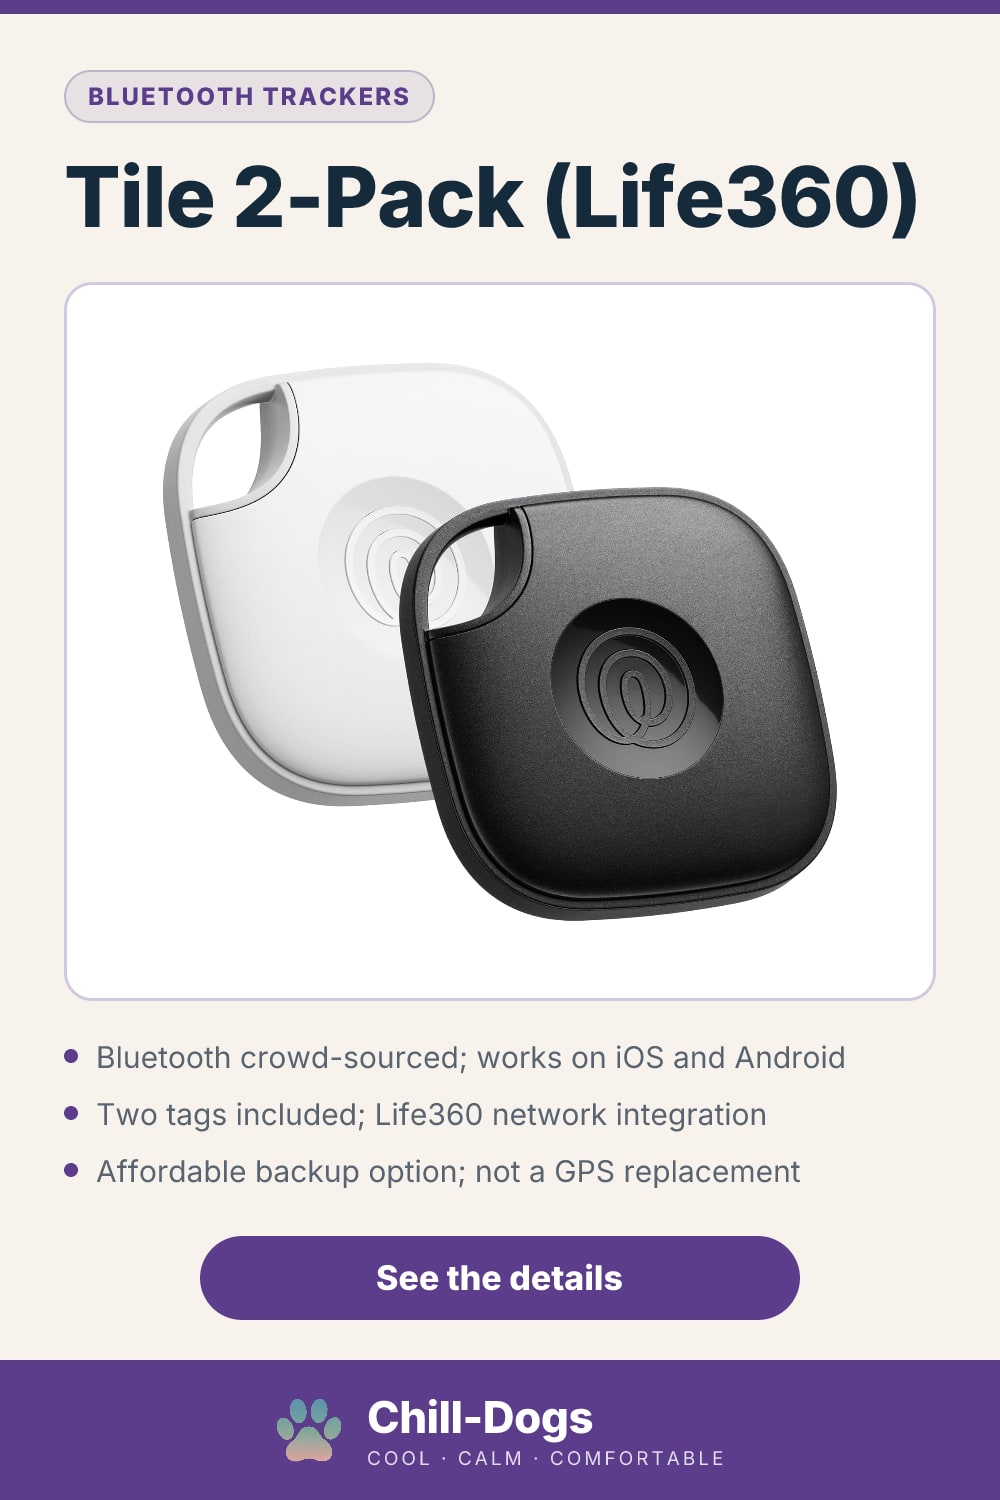 BLUETOOTH TRACKERS
Tile 2-Pack (Life360)
Bluetooth crowd-sourced; works on iOS and Android
Two tags included; Life360 network integration
Affordable backup option; not a GPS replacement
See the details
Chill-Dogs
COOL · CALM · COMFORTABLE